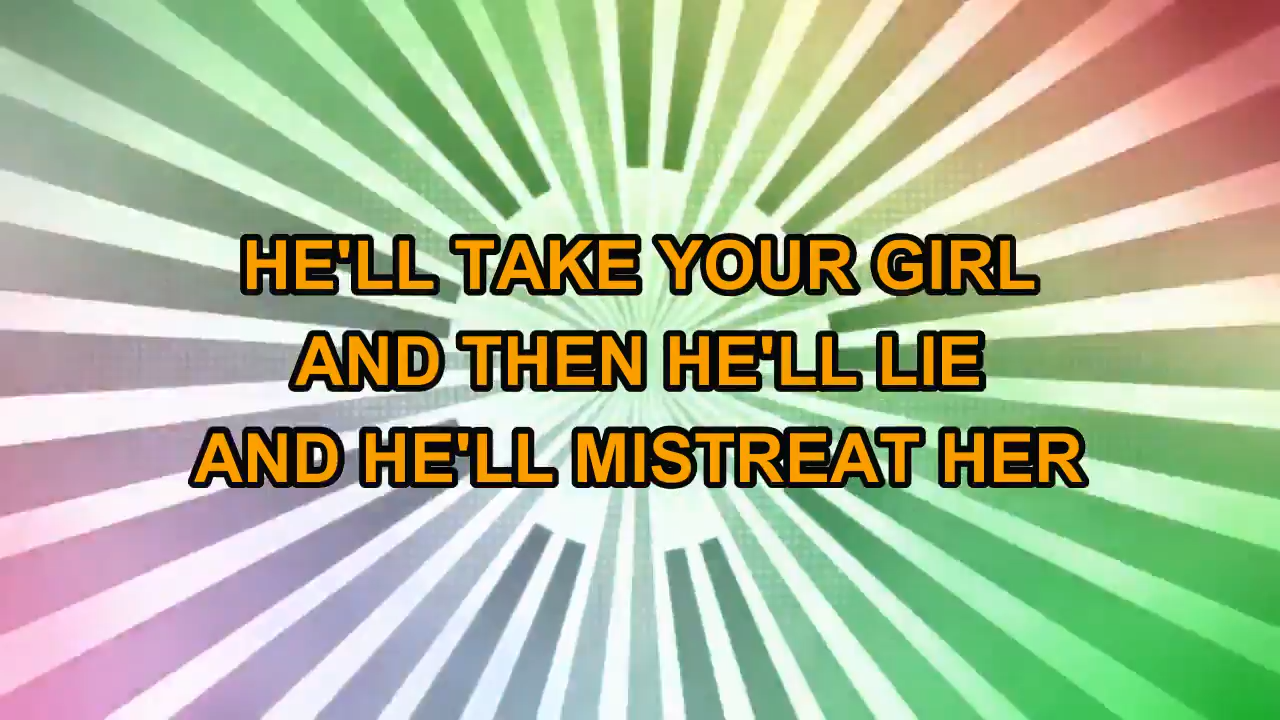 HE'LL TAKE YOUR GIRL
AND THEN HE'LL LIE
AND HE'LL MISTREAT HER